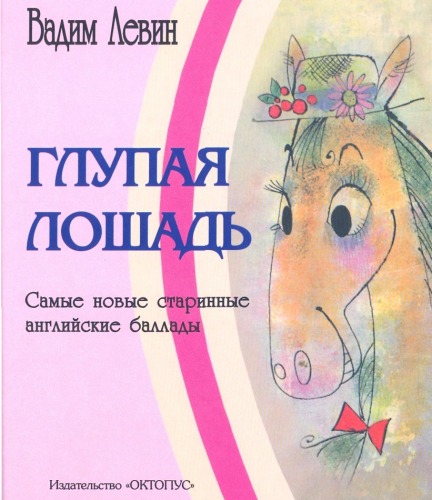 Вадим Левин
ГЛУПАЯ
ЛОШАДЬ
Самые новые старинные
английские баллады
Издательство «ОКТОПУС»